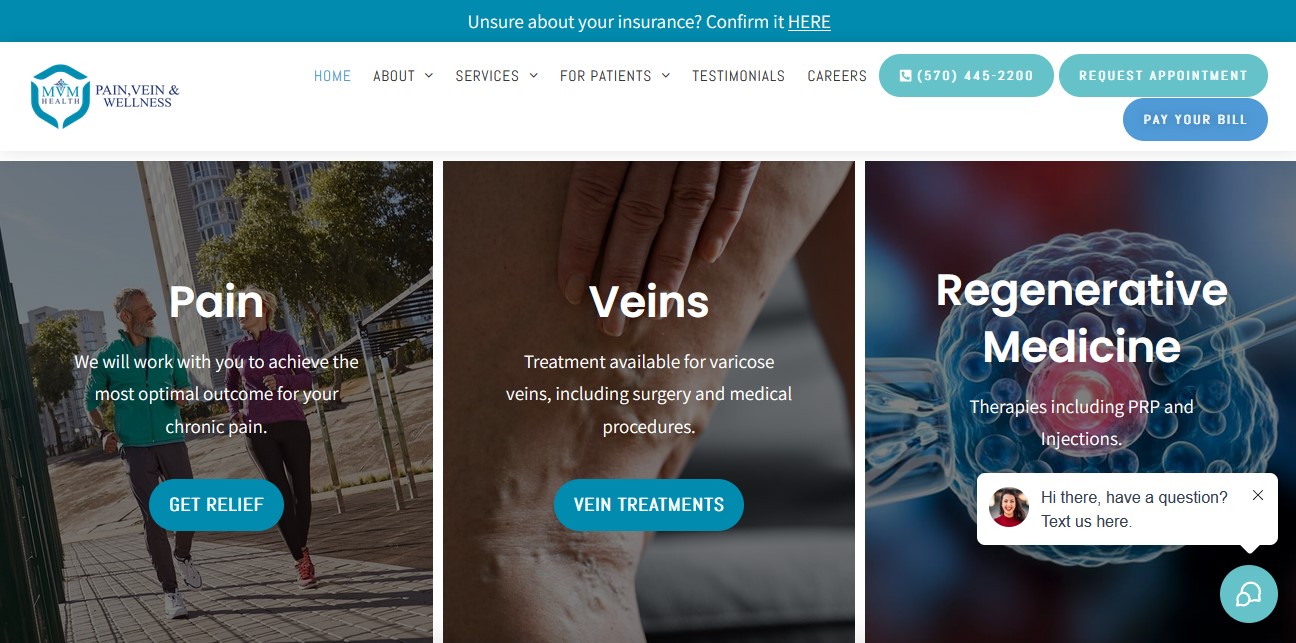 Unsure about your insurance? Confirm it HERE
MVM
HEALTH
PAIN,VEIN &
WELLNESS
HOME
ABOUT
SERVICES
FOR PATIENTS
TESTIMONIALS
CAREERS
(570) 445-2200
REQUEST APPOINTMENT
PAY YOUR BILL
Pain
We will work with you to achieve the
most optimal outcome for your
chronic pain.
GET RELIEF
Veins
Treatment available for varicose
veins, including surgery and medical
procedures.
VEIN TREATMENTS
Regenerative
Medicine
Therapies including PRP and
Injections.
Hi there, have a question?
Text us here.